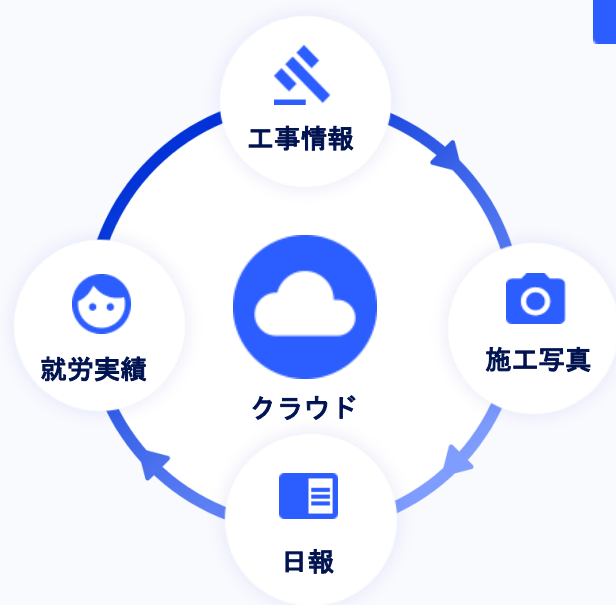 工事情報
就労実績
施工写真
クラウド
日報